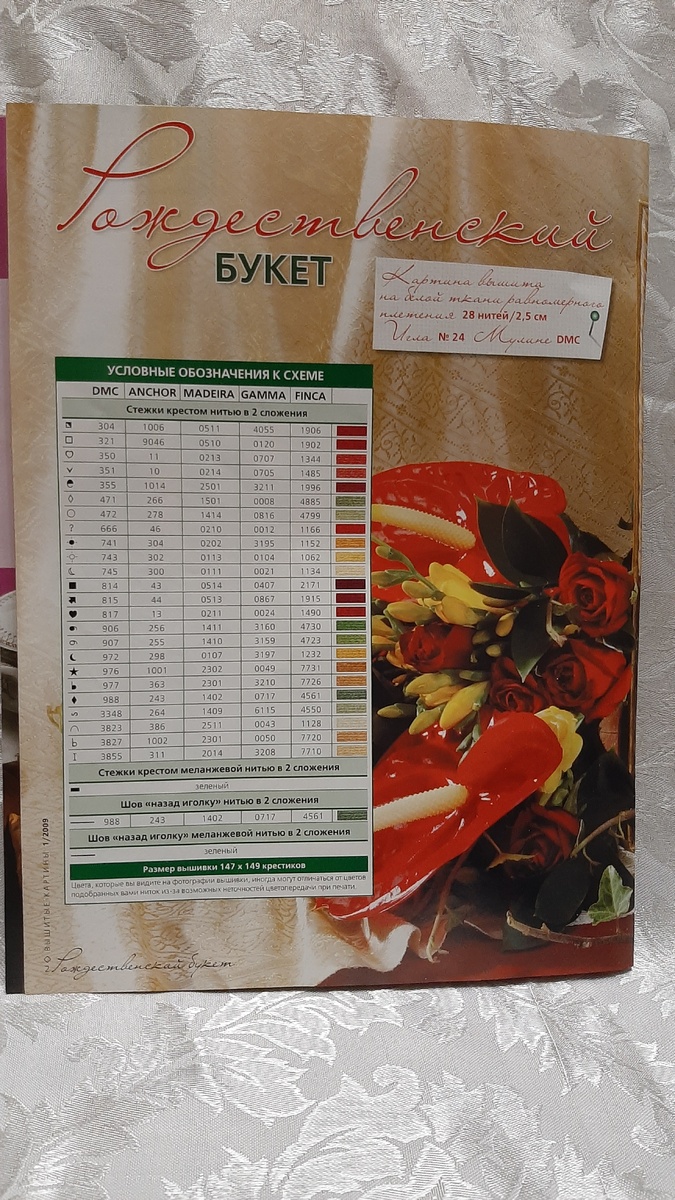 Рождественский
БУКЕТ
Картина вышита
на белой ткани равномерного
плетения 28 нитей/2,5 см
Игла № 24 Мулине DMC
УСЛОВНЫЕ ОБОЗНАЧЕНИЯ К СХЕМЕ
DMC ANCHOR MADEIRA GAMMA FINCA
Стежки крестом нитью в 2 сложения
304 1006 0511 4055 1906
321 9046 0510 0120 1902
350 11 0213 0707 1344
351 10 0214 0705 1485
355 1014 2501 3211 1996
471 266 1501 0008 4885
472 278 1414 0816 4799
? 666 46 0210 0012 1166
741 304 0202 3195 1152
743 302 0113 0104 1062
745 300 0111 0021 1134
814 43 0514 0407 2171
815 44 0513 0867 1915
817 13 0211 0024 1490
906 256 1411 3160 4730
907 255 1410 3159 4723
972 298 0107 3197 1232
976 1001 2302 0049 7731
977 363 2301 3210 7726
988 243 1402 0717 4561
3348 264 1409 6115 4550
3823 386 2511 0043 1128
3827 1002 2301 0050 7720
3855 311 2014 3208 7710
Стежки крестом меланжевой нитью в 2 сложения
зеленый
Шов «назад иголку» нитью в 2 сложения
988 243 1402 0717 4561
Шов «назад иголку» меланжевой нитью в 2 сложения
зеленый
Размер вышивки 147 x 149 крестиков
Цвета, которые вы видите на фотографии вышивки, иногда могут отличаться от цветов
подобранных вами ниток из-за возможных неточностей цветопередачи при печати.
2 © ВЫШИТЫЕ КАРТИНЫ 1/2009
Рождественский букет